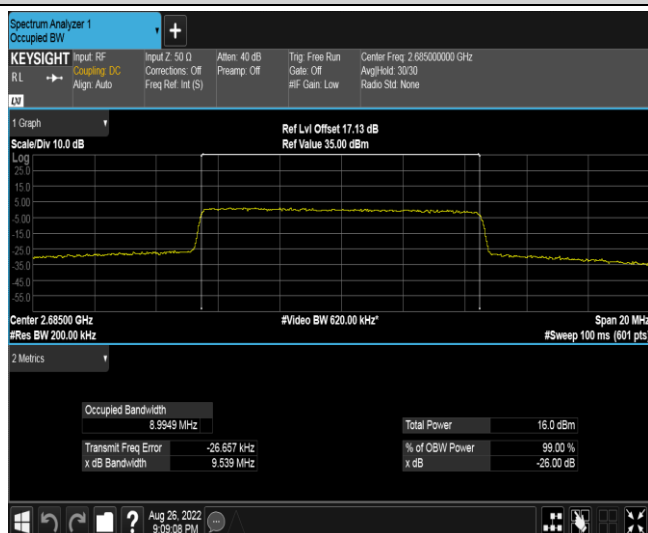 Spectrum Analyzer 1
Occupied BW
+
KEYSIGHT
R L
LXI
Input: RF
Coupling: DC
Align: Auto
Input Z: 50 Ω
Corrections: Off
Freq Ref: Int (S)
Atten: 40 dB
Preamp: Off
Trig: Free Run
Gate: Off
#IF Gain: Low
Center Freq: 2.685000000 GHz
Avg|Hold: 30/30
Radio Std: None
1 Graph
Scale/Div 10.0 dB
Ref Lvl Offset 17.13 dB
Ref Value 35.00 dBm
Log
25.0
15.0
5.00
-5.00
-15.0
-25.0
-35.0
-45.0
-55.0
Center 2.68500 GHz
#Res BW 200.00 kHz
#Video BW 620.00 kHz*
Span 20 MHz
#Sweep 100 ms (601 pts)
2 Metrics
Occupied Bandwidth
8.9949 MHz
Transmit Freq Error -26.657 kHz
x dB Bandwidth 9.539 MHz
Total Power 16.0 dBm
% of OBW Power 99.00 %
x dB -26.00 dB
?
Aug 26, 2022
9:09:08 PM